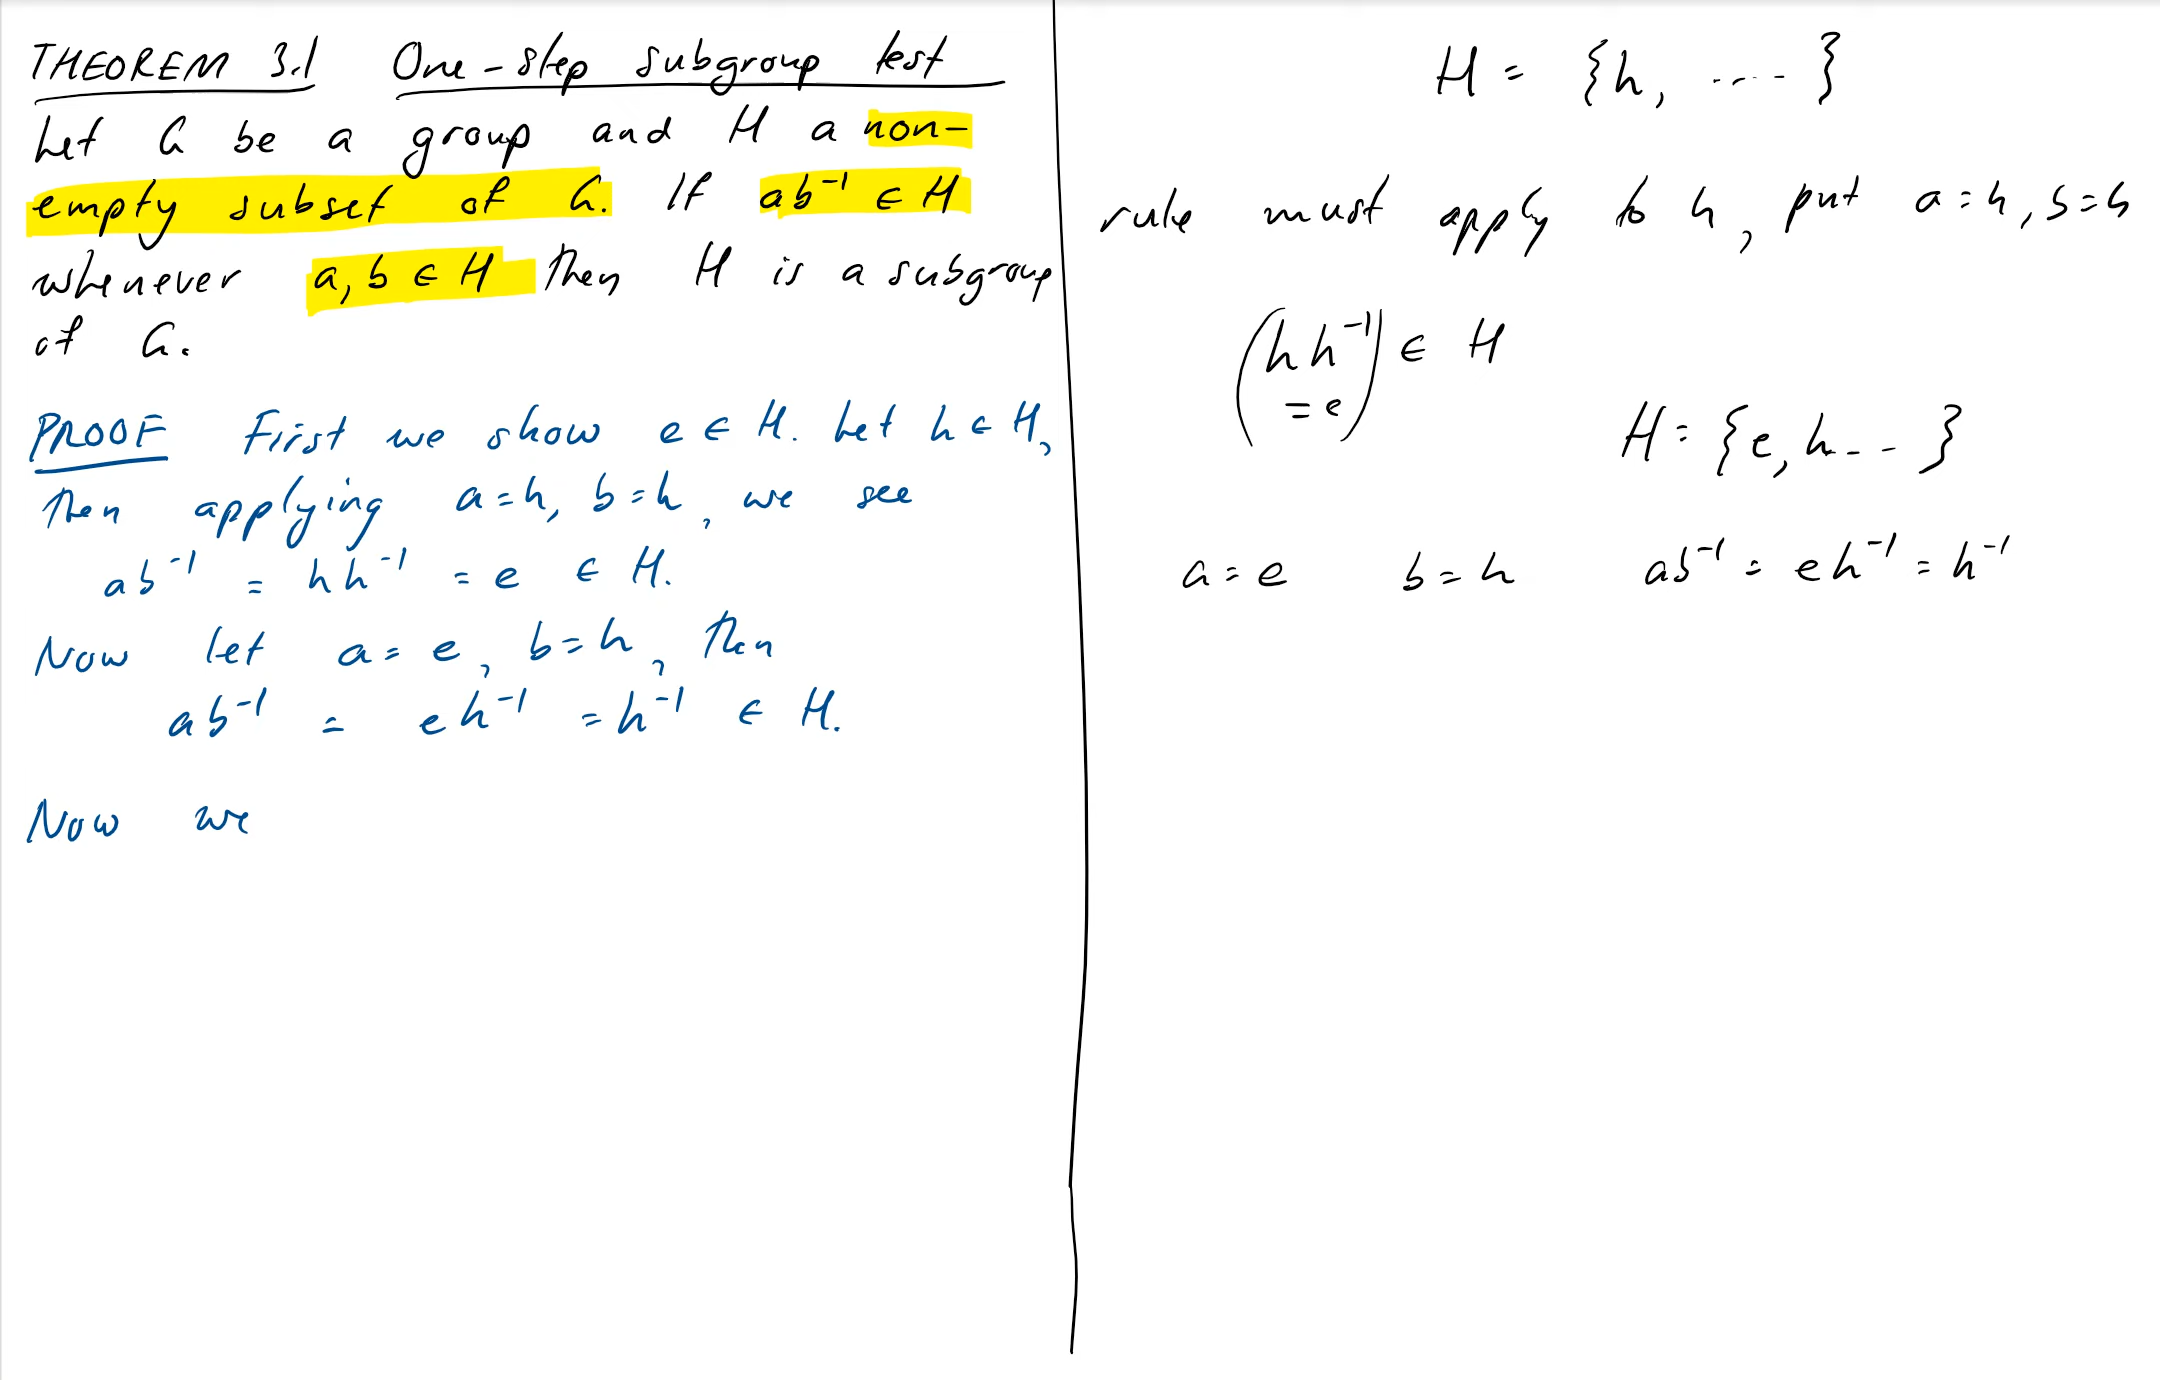 THEOREM 3.1 One-step subgroup test
Let G be a group and H a non-
empty subset of G. If ab⁻¹ ∈ H
whenever a, b ∈ H then H is a subgroup
of G.
PROOF First we show e ∈ H. Let h ∈ H,
then applying a=h, b=h, we see
ab⁻¹ = hh⁻¹ = e ∈ H.
Now let a = e, b=h, then
ab⁻¹ = eh⁻¹ = h⁻¹ ∈ H.
Now we
H = {h, .....}
rule must apply to h, put a=h, b=h
(hh⁻¹) ∈ H
= e
H = {e, h...}
a = e b = h ab⁻¹ = eh⁻¹ = h⁻¹